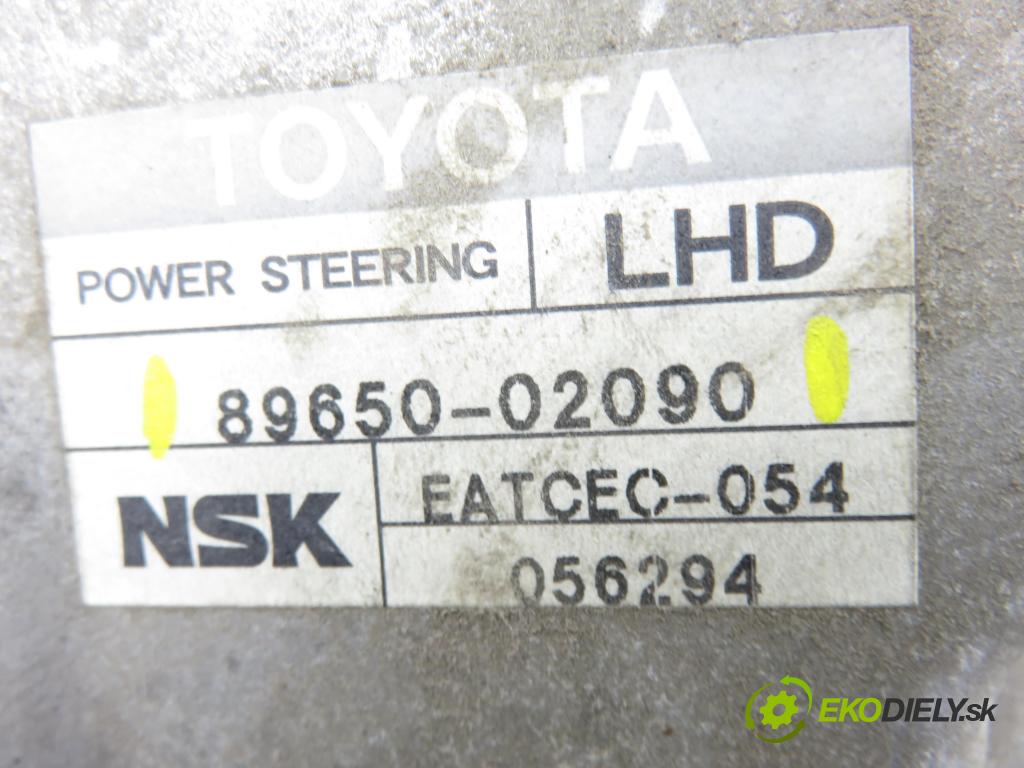 TOYOTA
POWER STEERING LHD
89650-02090
NSK EATCEC-054
056294
EKODIELY.sk